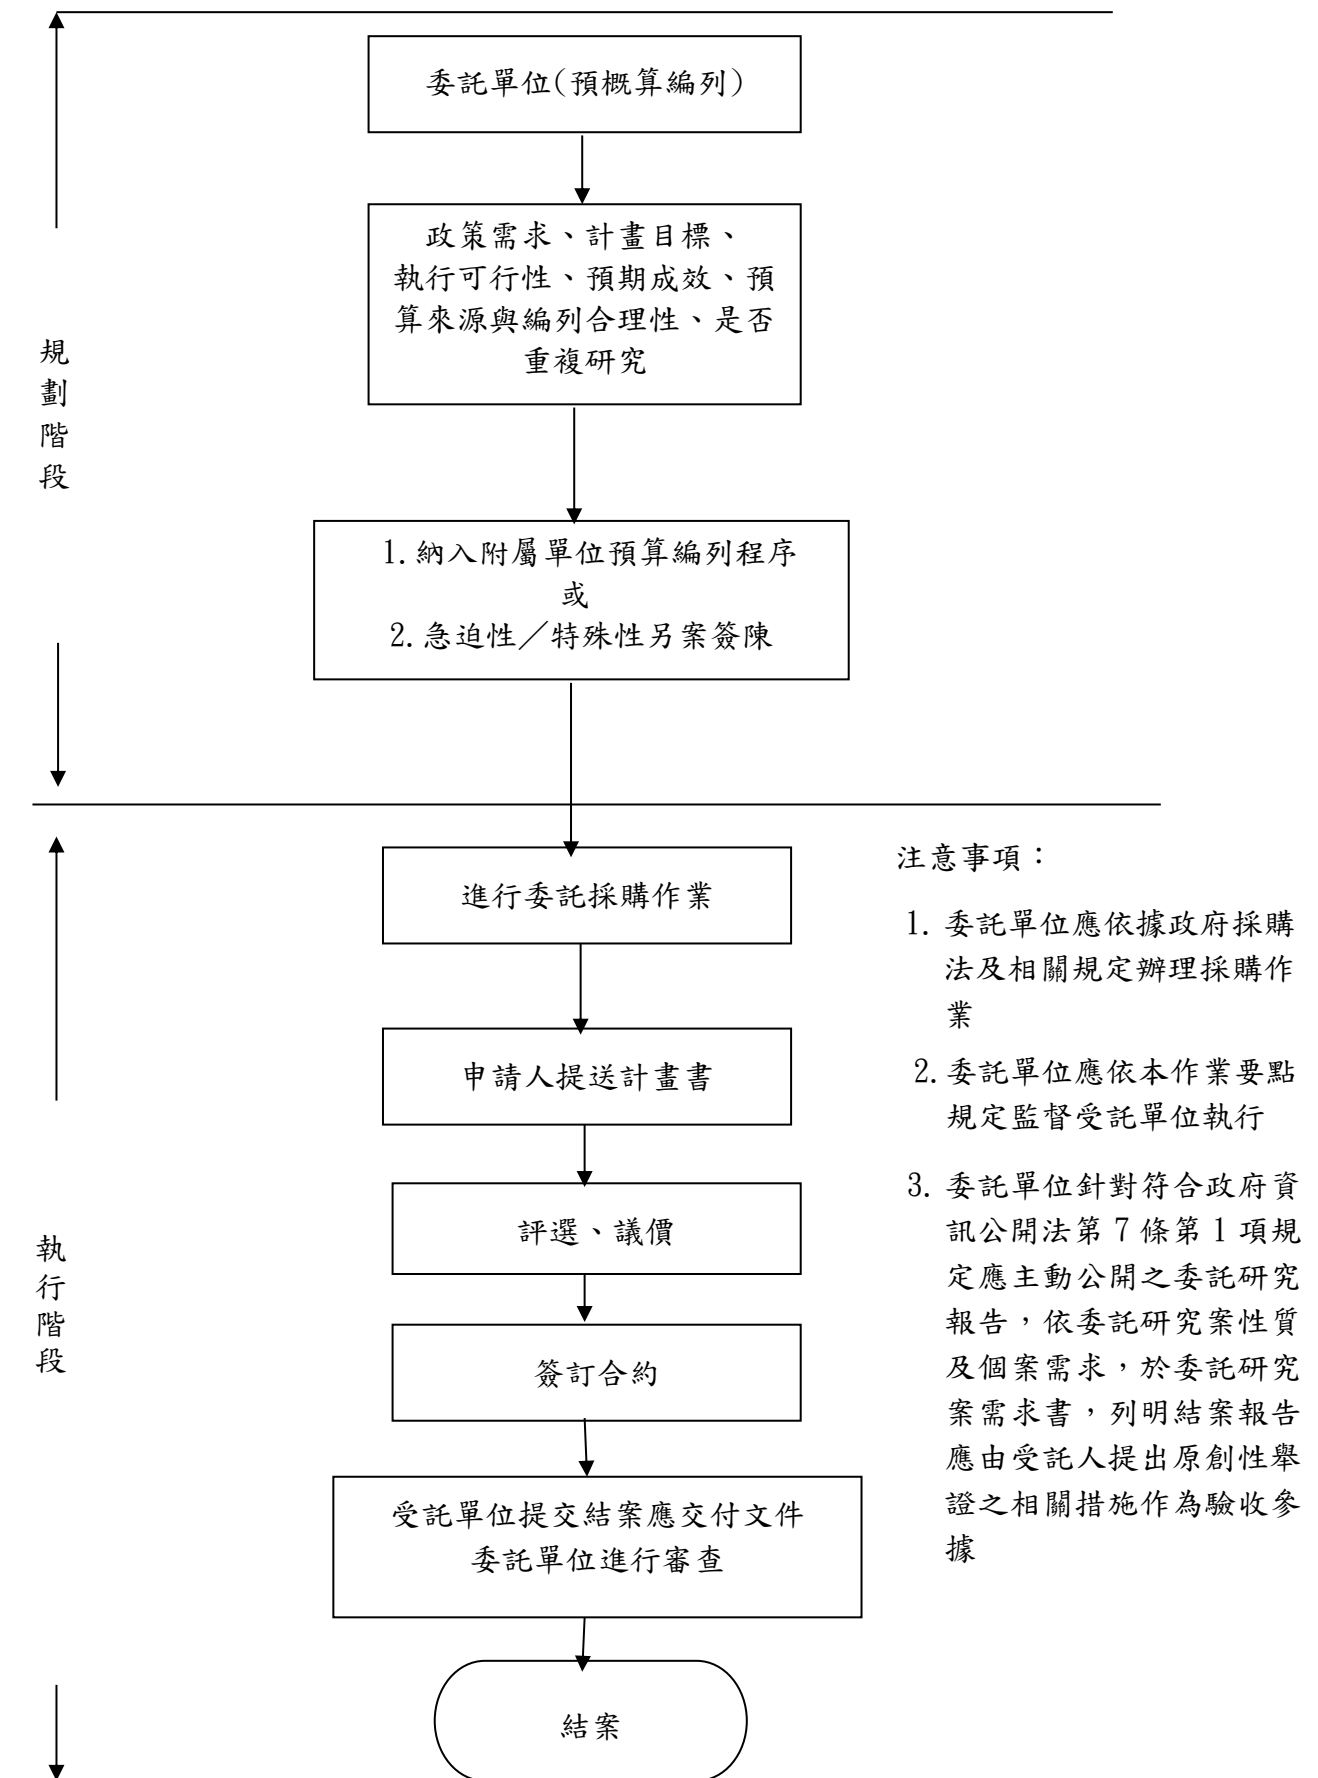 委託單位(預概算編列)
政策需求、計畫目標、
執行可行性、預期成效、預
算來源與編列合理性、是否
重複研究
規
劃
階
段
1.納入附屬單位預算編列程序
或
2.急迫性／特殊性另案簽陳
進行委託採購作業
申請人提送計畫書
評選、議價
簽訂合約
受託單位提交結案應交付文件
委託單位進行審查
結案
執
行
階
段
注意事項：
1. 委託單位應依據政府採購
法及相關規定辦理採購作
業
2. 委託單位應依本作業要點
規定監督受託單位執行
3. 委託單位針對符合政府資
訊公開法第 7 條第 1 項規
定應主動公開之委託研究
報告，依委託研究案性質
及個案需求，於委託研究
案需求書，列明結案報告
應由受託人提出原創性舉
證之相關措施作為驗收參
據